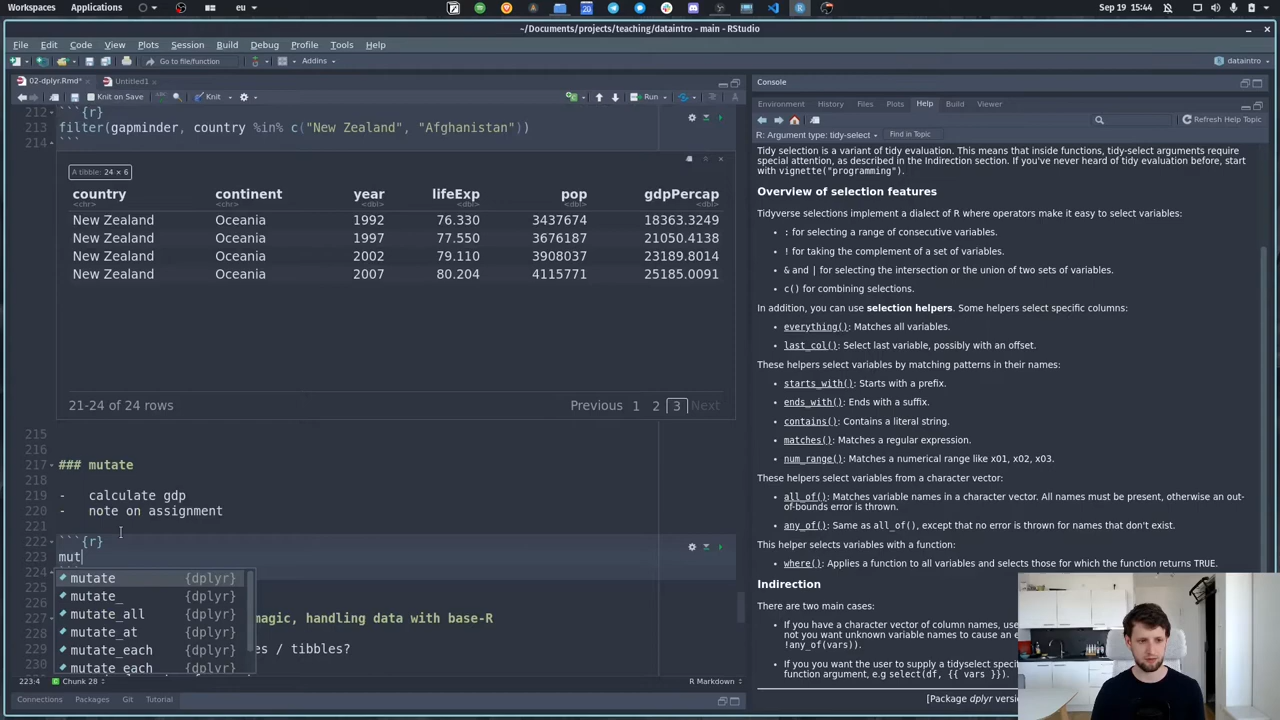 Workspaces Applications eu Sep 19 15:44
~/Documents/projects/teaching/dataintro - main - RStudio
File Edit Code View Plots Session Build Debug Profile Tools Help
Go to file/function Addins dataintro
02-dplyr.Rmd* Untitled1
Knit on Save Knit Run
212 ```{r}
213 filter(gapminder, country %in% c("New Zealand", "Afghanistan"))
214 ```
A tibble: 24 × 6
country continent year lifeExp pop gdpPercap
<chr> <chr> <dbl> <dbl> <dbl> <dbl>
New Zealand Oceania 1992 76.330 3437674 18363.3249
New Zealand Oceania 1997 77.550 3676187 21050.4138
New Zealand Oceania 2002 79.110 3908037 23189.8014
New Zealand Oceania 2007 80.204 4115771 25185.0091
21-24 of 24 rows Previous 1 2 3 Next
215
216
217 ### mutate
218
219 - calculate gdp
220 - note on assignment
221
222 ```{r}
223 mut
224
mutate {dplyr}
mutate_ {dplyr}
mutate_all {dplyr}
mutate_at {dplyr}
mutate_each {dplyr}
mutate_each {dplyr}
225
226
227 magic, handling data with base-R
228
229 es / tibbles?
230
223:4 Chunk 28 R Markdown
Connections Packages Git Tutorial
Console
Environment History Files Plots Help Build Viewer
Refresh Help Topic
R: Argument type: tidy-select Find in Topic
Tidy selection is a variant of tidy evaluation. This means that inside functions, tidy-select arguments require
special attention, as described in the Indirection section. If you've never heard of tidy evaluation before, start
with vignette("programming").
Overview of selection features
Tidyverse selections implement a dialect of R where operators make it easy to select variables:
• : for selecting a range of consecutive variables.
• ! for taking the complement of a set of variables.
• & and | for selecting the intersection or the union of two sets of variables.
• c() for combining selections.
In addition, you can use selection helpers. Some helpers select specific columns:
• everything(): Matches all variables.
• last_col(): Select last variable, possibly with an offset.
These helpers select variables by matching patterns in their names:
• starts_with(): Starts with a prefix.
• ends_with(): Ends with a suffix.
• contains(): Contains a literal string.
• matches(): Matches a regular expression.
• num_range(): Matches a numerical range like x01, x02, x03.
These helpers select variables from a character vector:
• all_of(): Matches variable names in a character vector. All names must be present, otherwise an out-
of-bounds error is thrown.
• any_of(): Same as all_of(), except that no error is thrown for names that don't exist.
This helper selects variables with a function:
• where(): Applies a function to all variables and selects those for which the function returns TRUE.
Indirection
There are two main cases:
• If you have a character vector of column names, use
not you want unknown variable names to cause an e
!any_of(vars)).
• If you want the user to supply a tidyselect speci
function argument, e.g select(df, {{ vars }}).
[Package dplyr versio